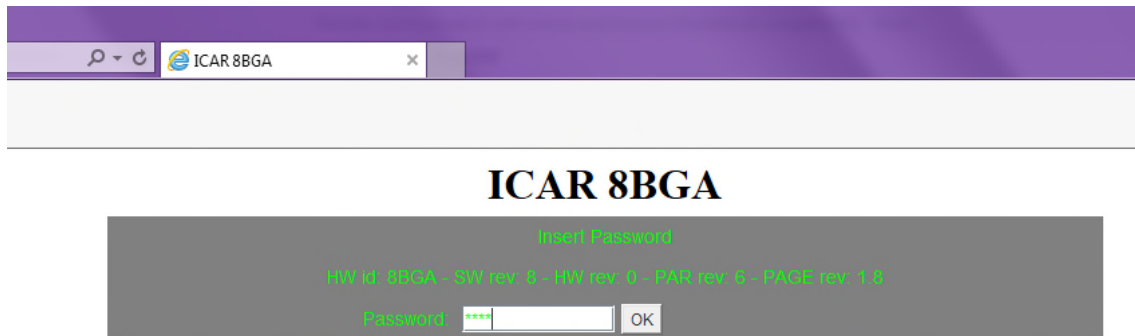 ICAR 8BGA
ICAR 8BGA
Insert Password
HW id: 8BGA - SW rev: 8 - HW rev: 0 - PAR rev: 6 - PAGE rev: 1.8
Password: **** OK